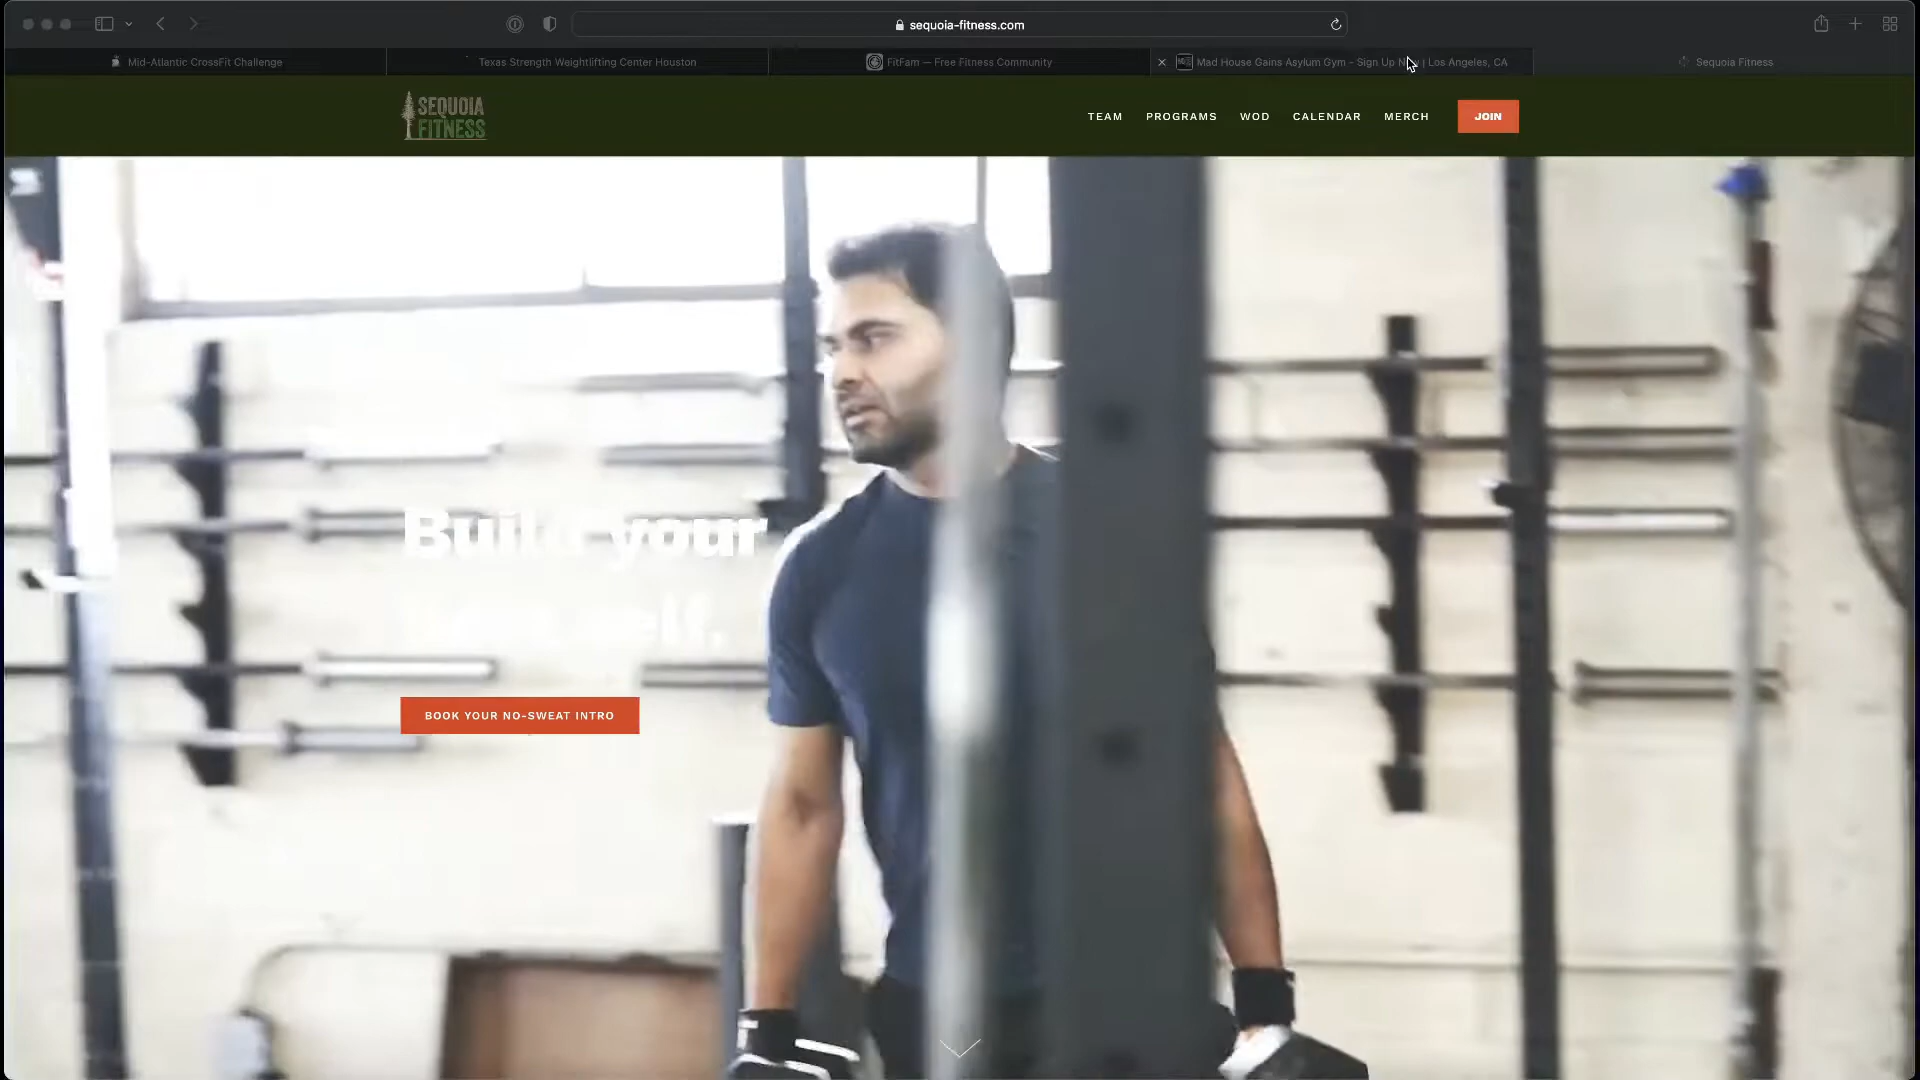 sequoia-fitness.com
Mid-Atlantic CrossFit Challenge
Texas Strength Weightlifting Center Houston
FitFam — Free Fitness Community
Mad House Gains Asylum Gym - Sign Up | Los Angeles, CA
Sequoia Fitness
SEQUOIA
FITNESS
TEAM
PROGRAMS
WOD
CALENDAR
MERCH
JOIN
Build your
self.
BOOK YOUR NO-SWEAT INTRO